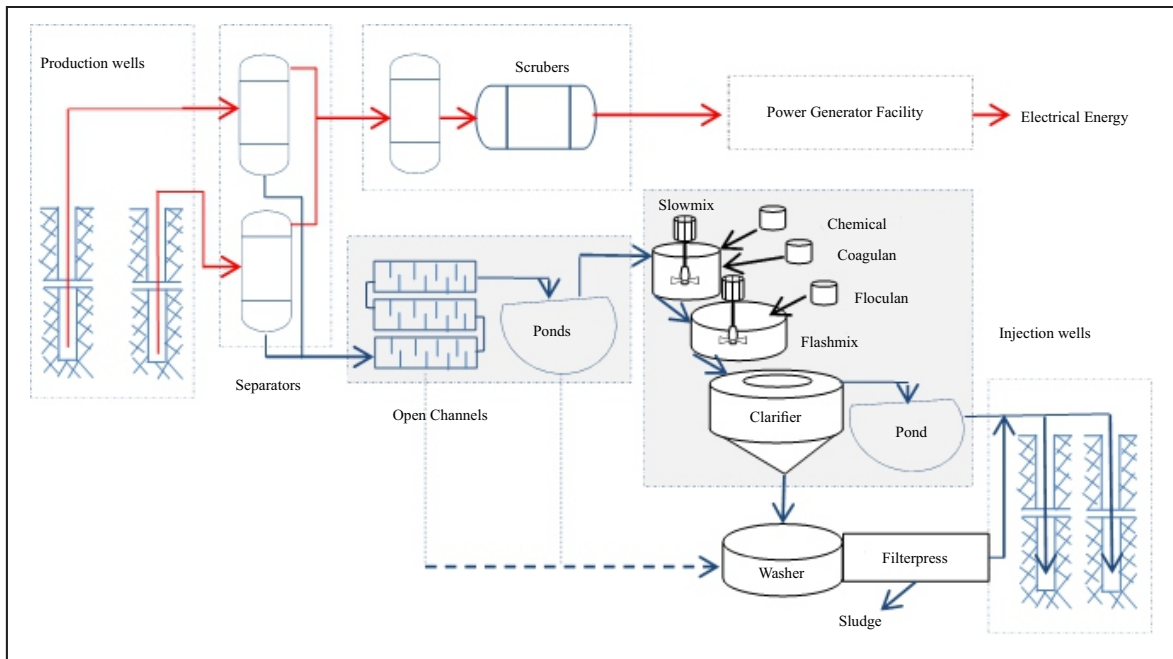 Production wells
Scrubers
Power Generator Facility
Electrical Energy
Slowmix
Chemical
Coagulan
Floculan
Ponds
Flashmix
Injection wells
Separators
Open Channels
Clarifier
Pond
Washer
Filterpress
Sludge